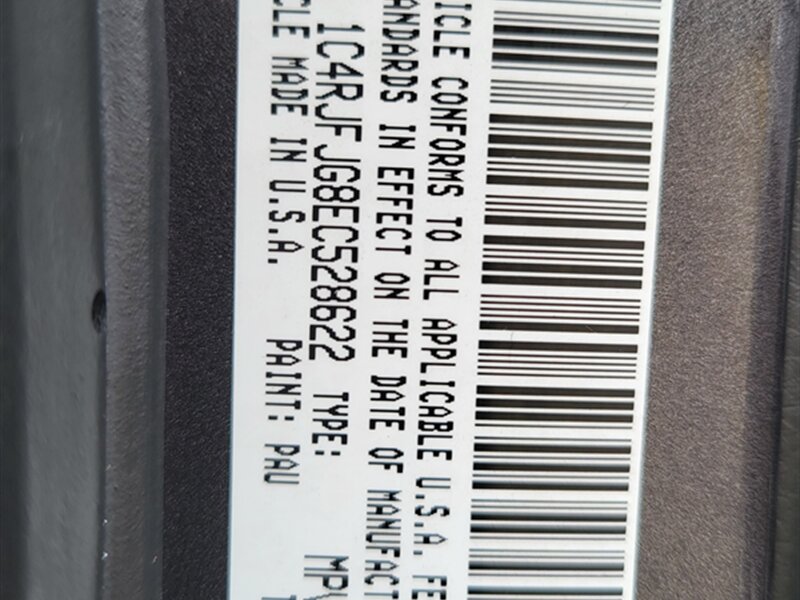 ICLE CONFORMS TO ALL APPLICABLE U.S.A. FE
ANDARDS IN EFFECT ON THE DATE OF MANUFACT
1C4RJFJG8EC528622 TYPE: MPV
CLE MADE IN U.S.A. PAINT: PAU